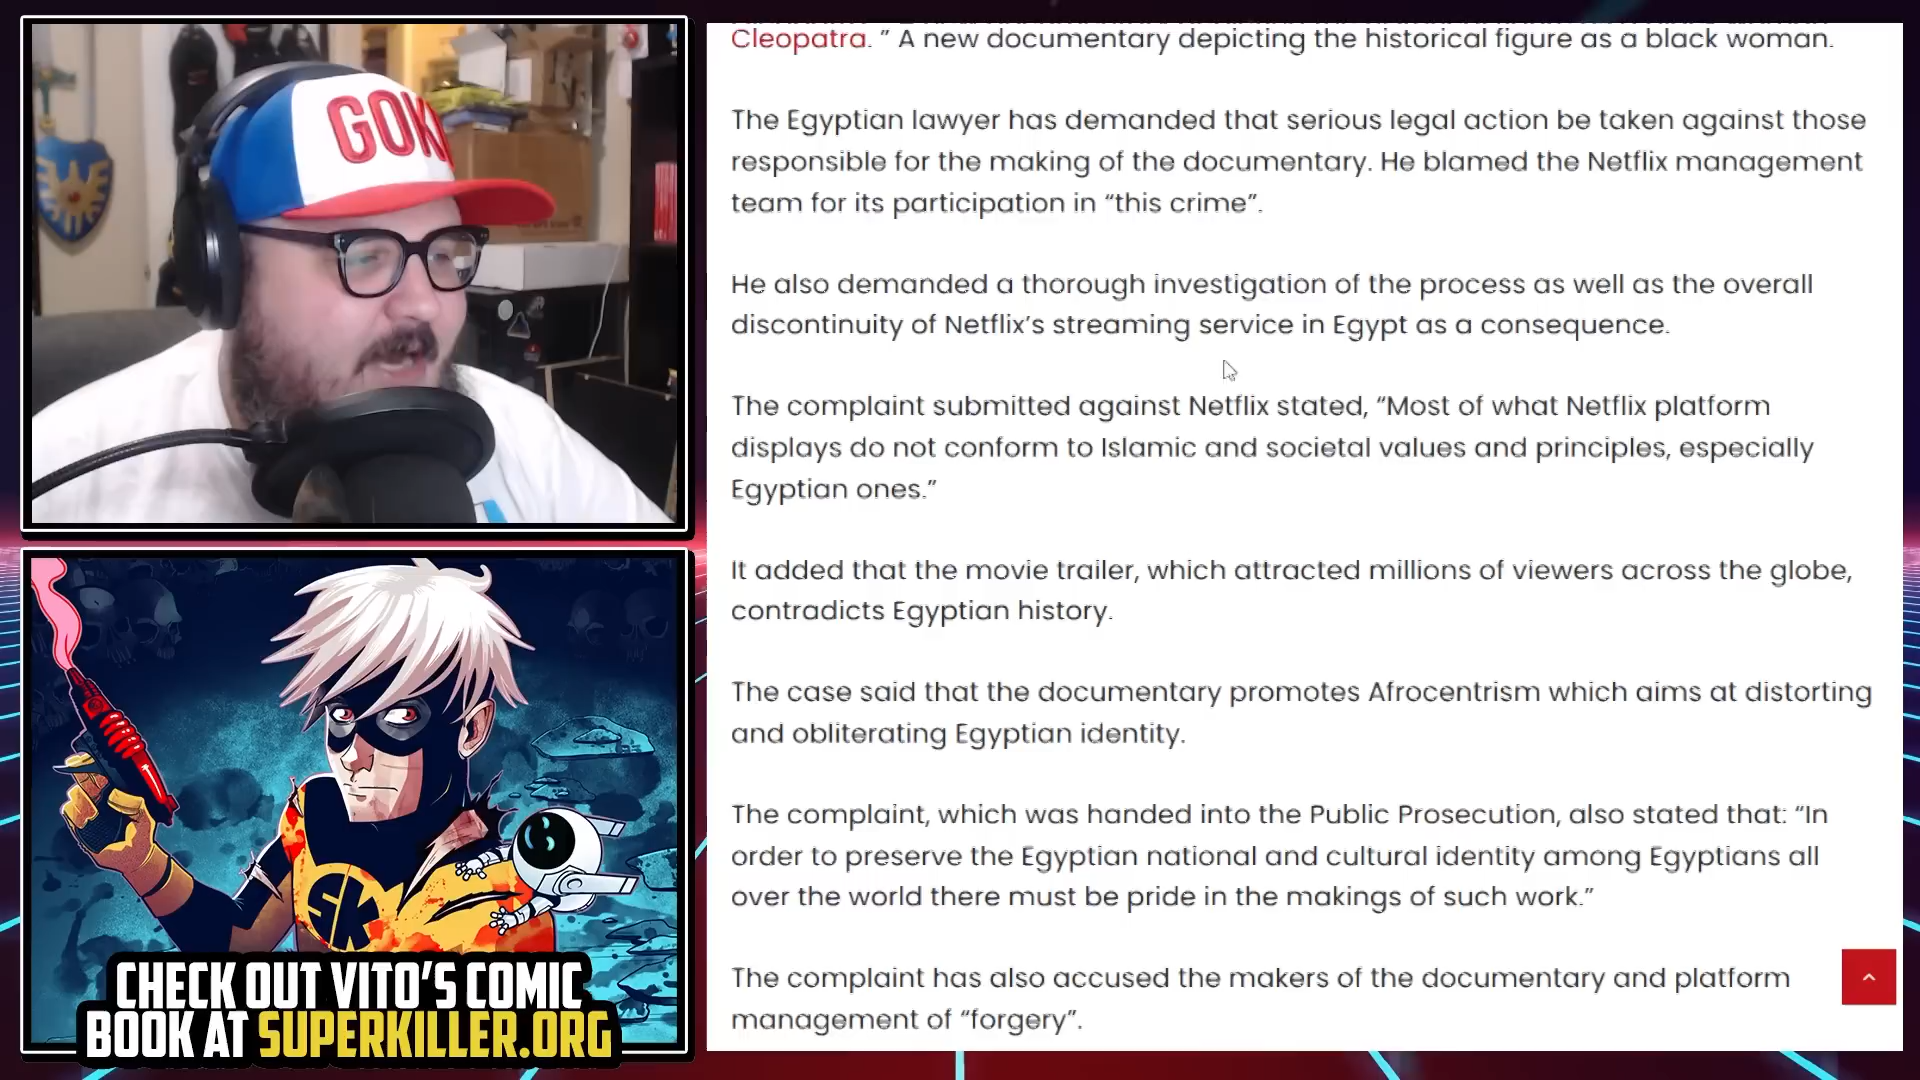 GOK
Cleopatra. ” A new documentary depicting the historical figure as a black woman.
The Egyptian lawyer has demanded that serious legal action be taken against those
responsible for the making of the documentary. He blamed the Netflix management
team for its participation in “this crime”.
He also demanded a thorough investigation of the process as well as the overall
discontinuity of Netflix’s streaming service in Egypt as a consequence.
The complaint submitted against Netflix stated, “Most of what Netflix platform
displays do not conform to Islamic and societal values and principles, especially
Egyptian ones.”
It added that the movie trailer, which attracted millions of viewers across the globe,
contradicts Egyptian history.
The case said that the documentary promotes Afrocentrism which aims at distorting
and obliterating Egyptian identity.
The complaint, which was handed into the Public Prosecution, also stated that: “In
order to preserve the Egyptian national and cultural identity among Egyptians all
over the world there must be pride in the makings of such work.”
The complaint has also accused the makers of the documentary and platform
management of “forgery”.
SK
CHECK OUT VITO’S COMIC
BOOK AT SUPERKILLER.ORG